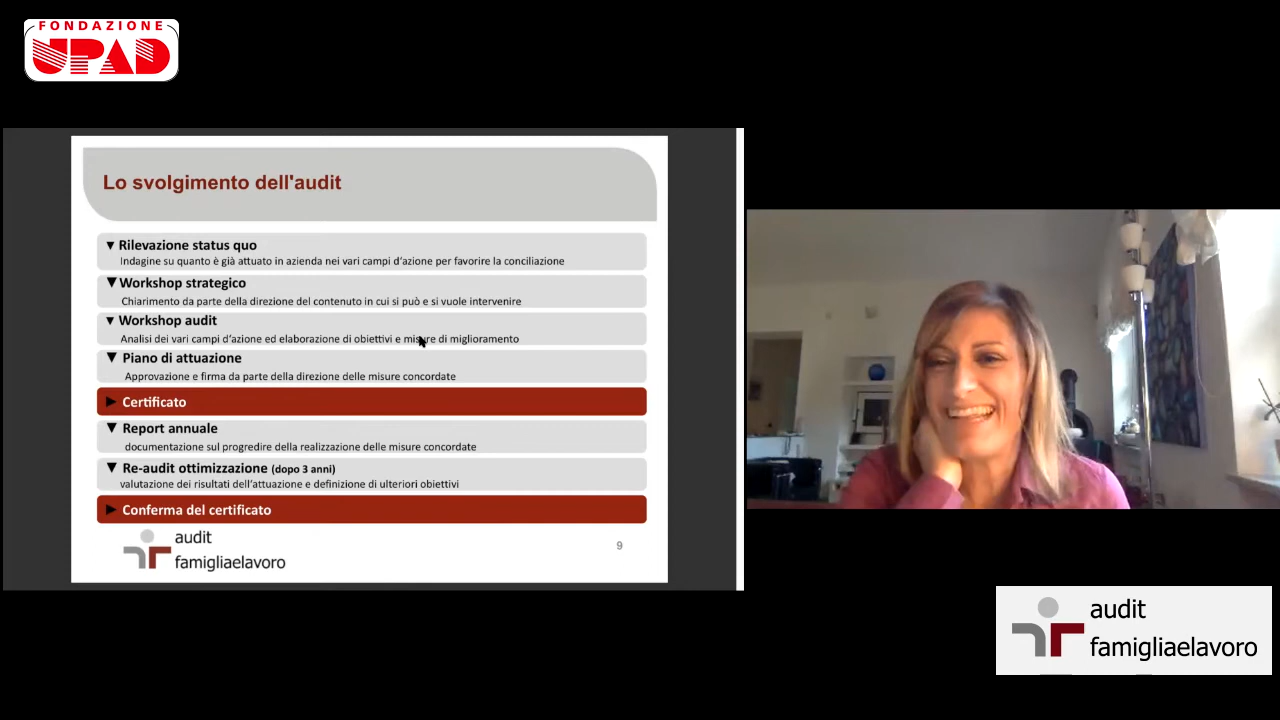 FONDAZIONE
UPAD
Lo svolgimento dell'audit
▼ Rilevazione status quo
Indagine su quanto è già attuato in azienda nei vari campi d'azione per favorire la conciliazione
▼ Workshop strategico
Chiarimento da parte della direzione del contenuto in cui si può e si vuole intervenire
▼ Workshop audit
Analisi dei vari campi d'azione ed elaborazione di obiettivi e misure di miglioramento
▼ Piano di attuazione
Approvazione e firma da parte della direzione delle misure concordate
► Certificato
▼ Report annuale
documentazione sul progredire della realizzazione delle misure concordate
▼ Re-audit ottimizzazione (dopo 3 anni)
valutazione dei risultati dell'attuazione e definizione di ulteriori obiettivi
► Conferma del certificato
audit
famigliaelavoro
9
audit
famigliaelavoro